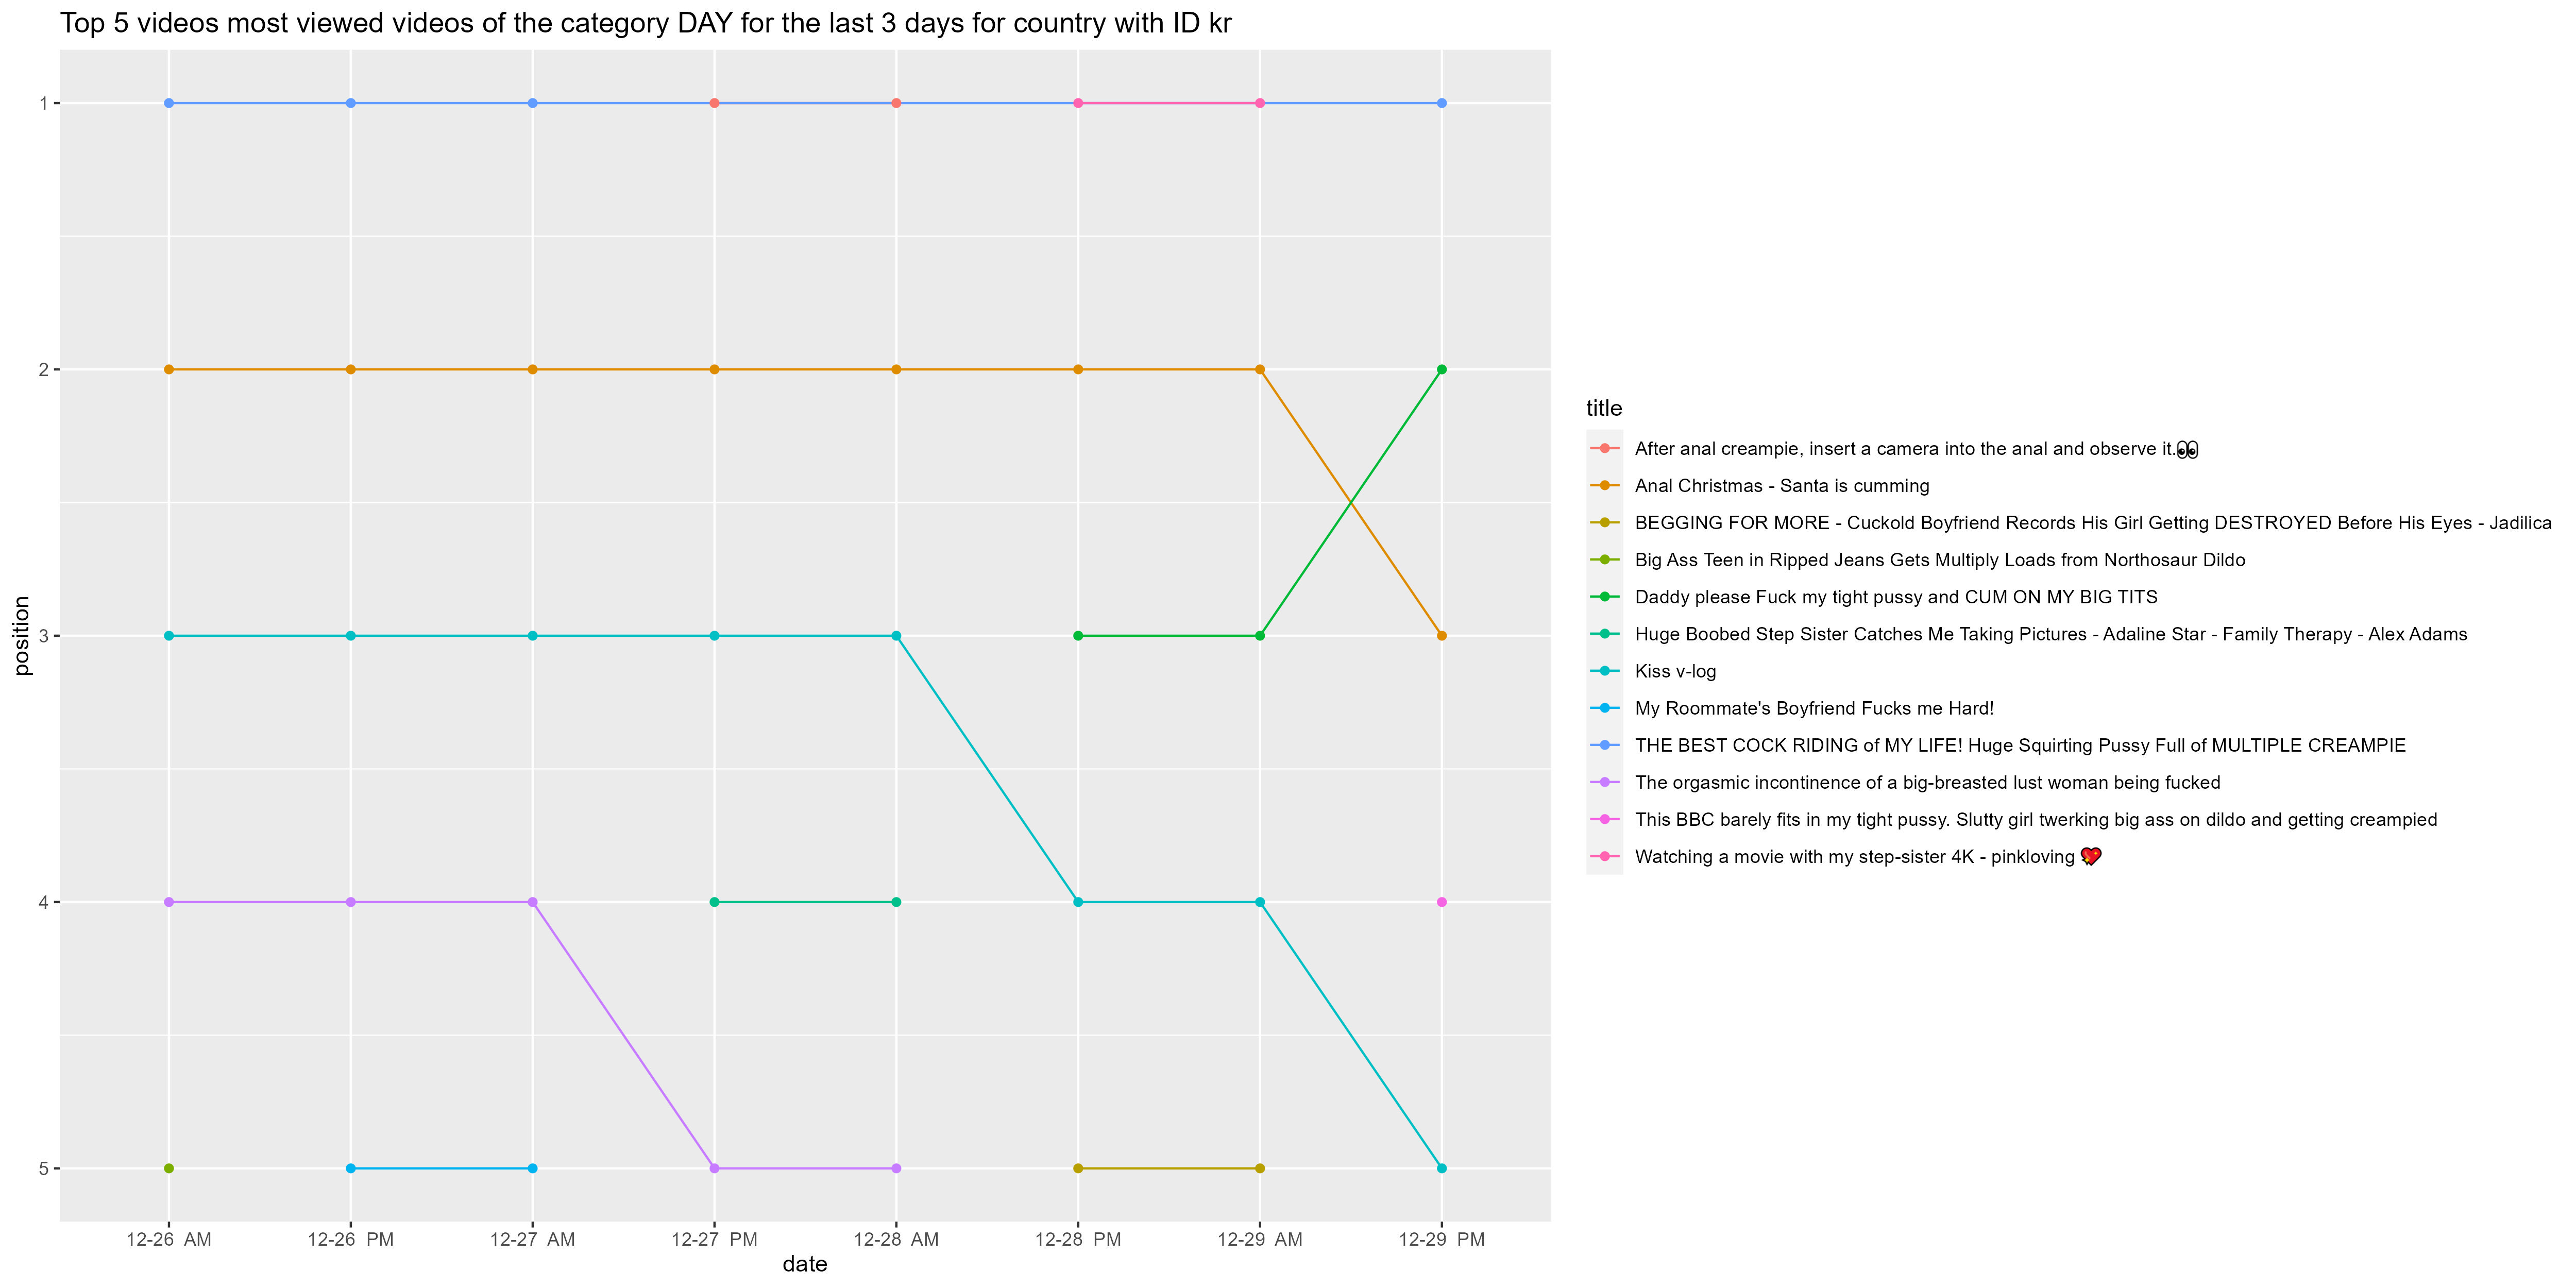 Top 5 videos most viewed videos of the category DAY for the last 3 days for country with ID kr
1
2
3
4
5
position
12-26 AM
12-26 PM
12-27 AM
12-27 PM
12-28 AM
12-28 PM
12-29 AM
12-29 PM
date
title
After anal creampie, insert a camera into the anal and observe it.👀
Anal Christmas - Santa is cumming
BEGGING FOR MORE - Cuckold Boyfriend Records His Girl Getting DESTROYED Before His Eyes - Jadilica
Big Ass Teen in Ripped Jeans Gets Multiply Loads from Northosaur Dildo
Daddy please Fuck my tight pussy and CUM ON MY BIG TITS
Huge Boobed Step Sister Catches Me Taking Pictures - Adaline Star - Family Therapy - Alex Adams
Kiss v-log
My Roommate's Boyfriend Fucks me Hard!
THE BEST COCK RIDING of MY LIFE! Huge Squirting Pussy Full of MULTIPLE CREAMPIE
The orgasmic incontinence of a big-breasted lust woman being fucked
This BBC barely fits in my tight pussy. Slutty girl twerking big ass on dildo and getting creampied
Watching a movie with my step-sister 4K - pinkloving 💖